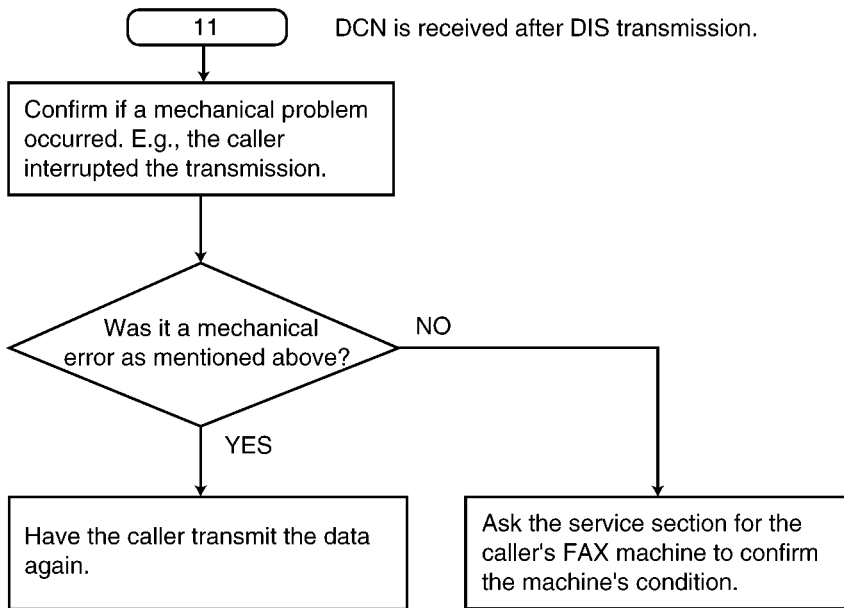 11
DCN is received after DIS transmission.
Confirm if a mechanical problem
occurred. E.g., the caller
interrupted the transmission.
Was it a mechanical
error as mentioned above?
NO
YES
Have the caller transmit the data
again.
Ask the service section for the
caller's FAX machine to confirm
the machine's condition.